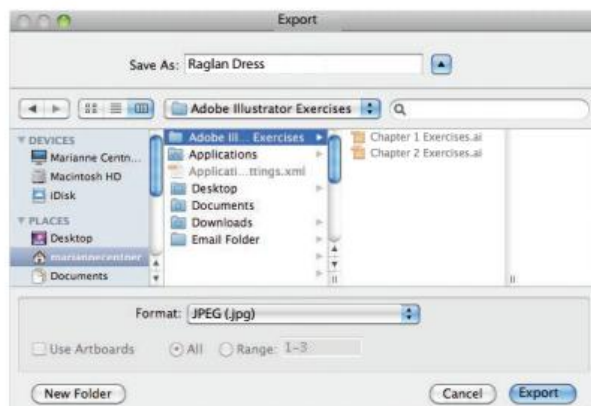 Export
Save As: Raglan Dress
Adobe Illustrator Exercises
DEVICES
Marianne Centn...
Macintosh HD
iDisk
PLACES
Desktop
mariannecentner
Documents
Adobe Ill... Exercises
Applications
Applicati...ttings.xml
Desktop
Documents
Downloads
Email Folder
Chapter 1 Exercises.ai
Chapter 2 Exercises.ai
Format: JPEG (.jpg)
Use Artboards All Range: 1-3
New Folder Cancel Export